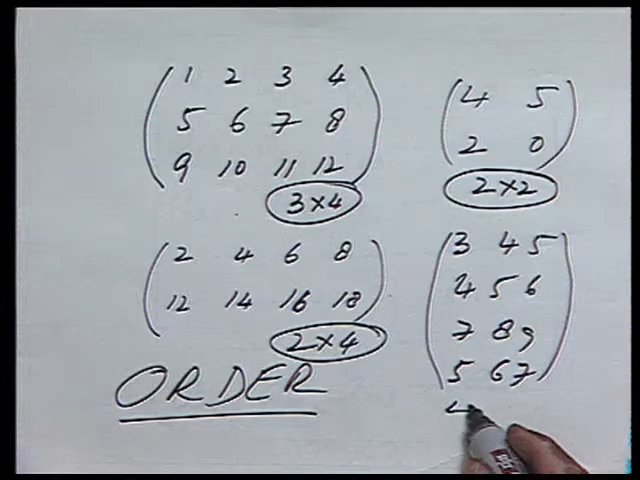 1 2 3 4
5 6 7 8
9 10 11 12
3×4
4 5
2 0
2×2
2 4 6 8
12 14 16 18
2×4
3 4 5
4 5 6
7 8 9
5 6 7
4
ORDER